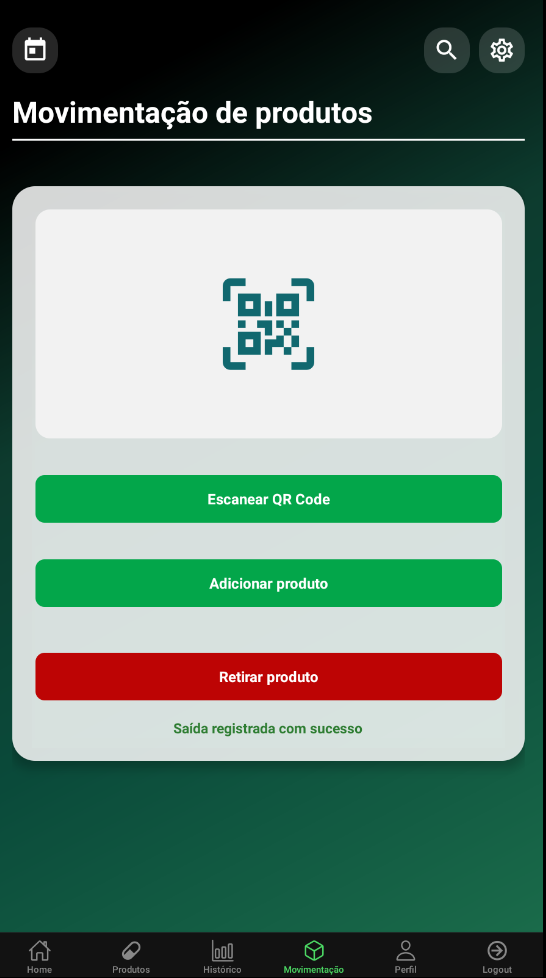 Movimentação de produtos
Escanear QR Code
Adicionar produto
Retirar produto
Saída registrada com sucesso
Home
Produtos
Histórico
Movimentação
Perfil
Logout